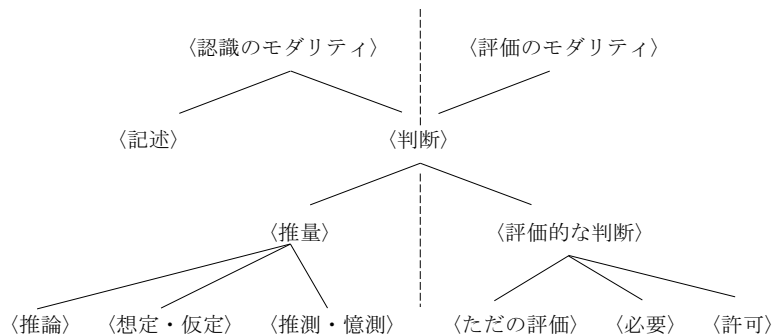 〈認識のモダリティ〉 〈評価のモダリティ〉
〈記述〉 〈判断〉
〈推量〉 〈評価的な判断〉
〈推論〉 〈想定・仮定〉 〈推測・憶測〉 〈ただの評価〉 〈必要〉 〈許可〉